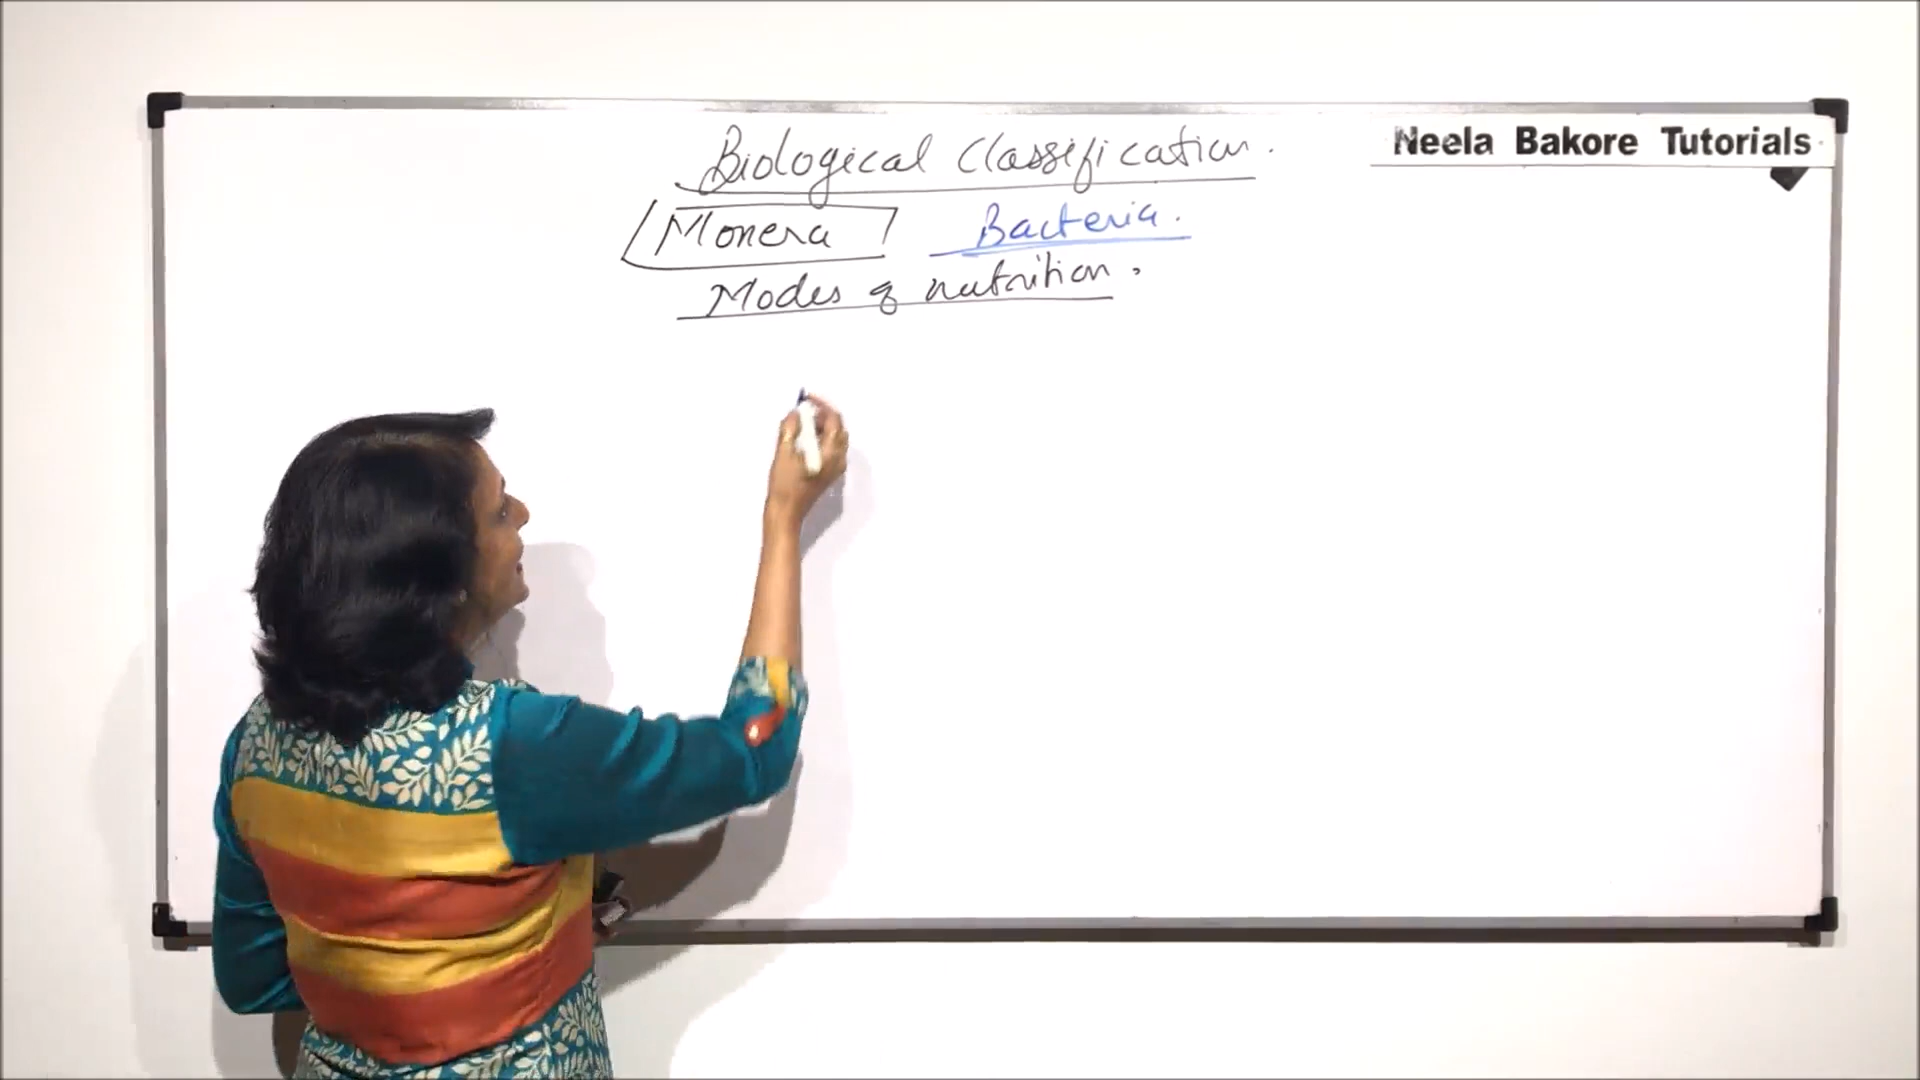 Biological Classification.
Neela Bakore Tutorials
Monera Bacteria.
Modes of nutrition.